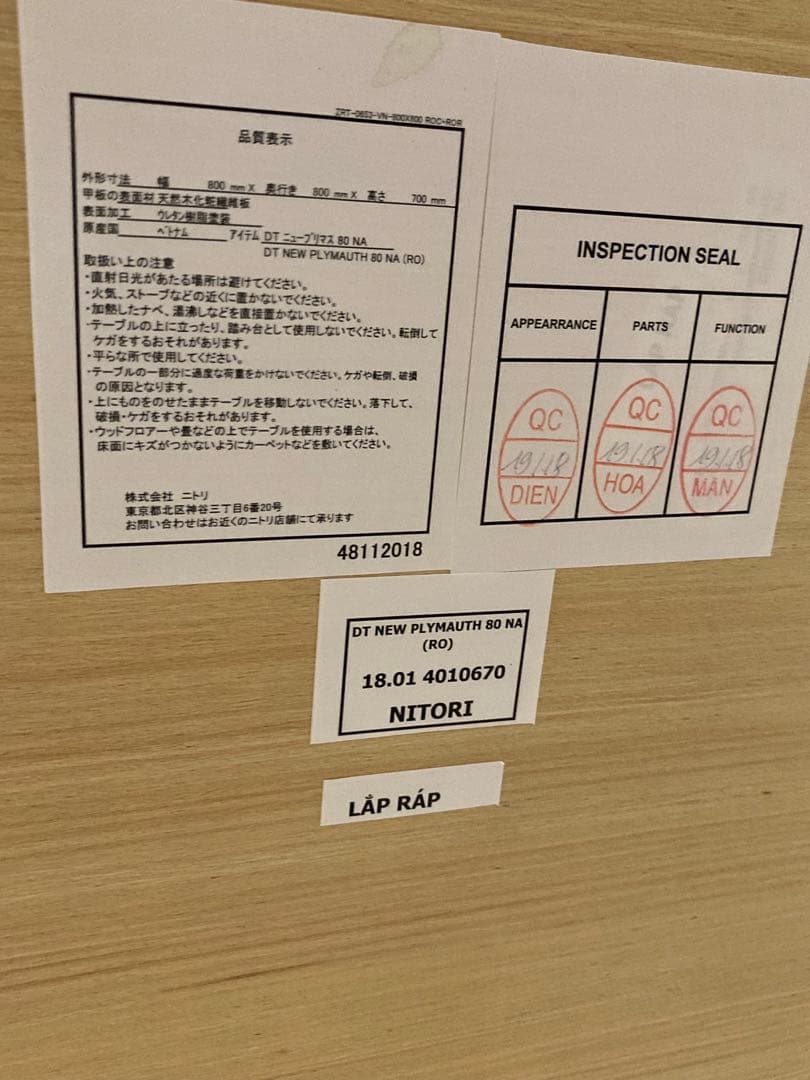 ZRT-0653-VN-800X800 ROC+ROR
品質表示
外形寸法 幅 800 mm X 奥行き 800 mm X 高さ 700 mm
甲板の表面材 天然木化粧繊維板
表面加工 ウレタン樹脂塗装
原産国 ベトナム アイテム DT ニュープリマス 80 NA
DT NEW PLYMAUTH 80 NA (RO)
取扱い上の注意
・直射日光があたる場所は避けてください。
・火気、ストーブなどの近くに置かないでください。
・加熱したナベ、湯沸しなどを直接置かないでください。
・テーブルの上に立ったり、踏み台として使用しないでください。転倒して
ケガをするおそれがあります。
・平らな所で使用してください。
・テーブルの一部分に過度な荷重をかけないでください。ケガや転倒、破損
の原因となります。
・上にものをのせたままテーブルを移動しないでください。落下して、
破損・ケガをするおそれがあります。
・ウッドフロアーや畳などの上でテーブルを使用する場合は、
床面にキズがつかないようにカーペットなどを敷いてください。
株式会社 ニトリ
東京都北区神谷三丁目6番20号
お問い合わせはお近くのニトリ店舗にて承ります
48112018
INSPECTION SEAL
APPEARRANCE PARTS FUNCTION
QC QC QC
DIEN HOA MÂN
DT NEW PLYMAUTH 80 NA
(RO)
18.01 4010670
NITORI
LẮP RÁP